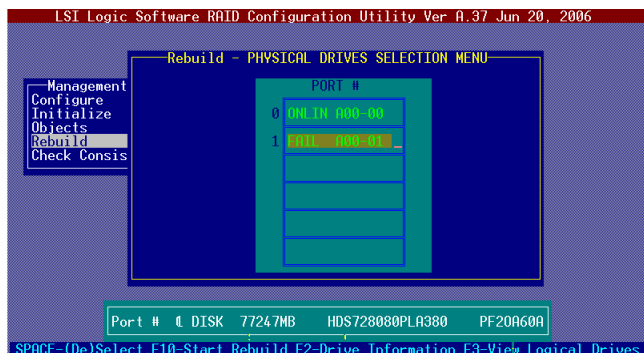 LSI Logic Software RAID Configuration Utility Ver A.37 Jun 20, 2006
Rebuild - PHYSICAL DRIVES SELECTION MENU
Management
Configure
Initialize
Objects
Rebuild
Check Consis
PORT #
0 ONLIN A00-00
1 FAIL A00-01 _
Port # 1 DISK 77247MB HDS728080PLA380 PF2OA60A
SPACE-(De)Select F10-Start Rebuild F2-Drive Information F3-View Logical Drives